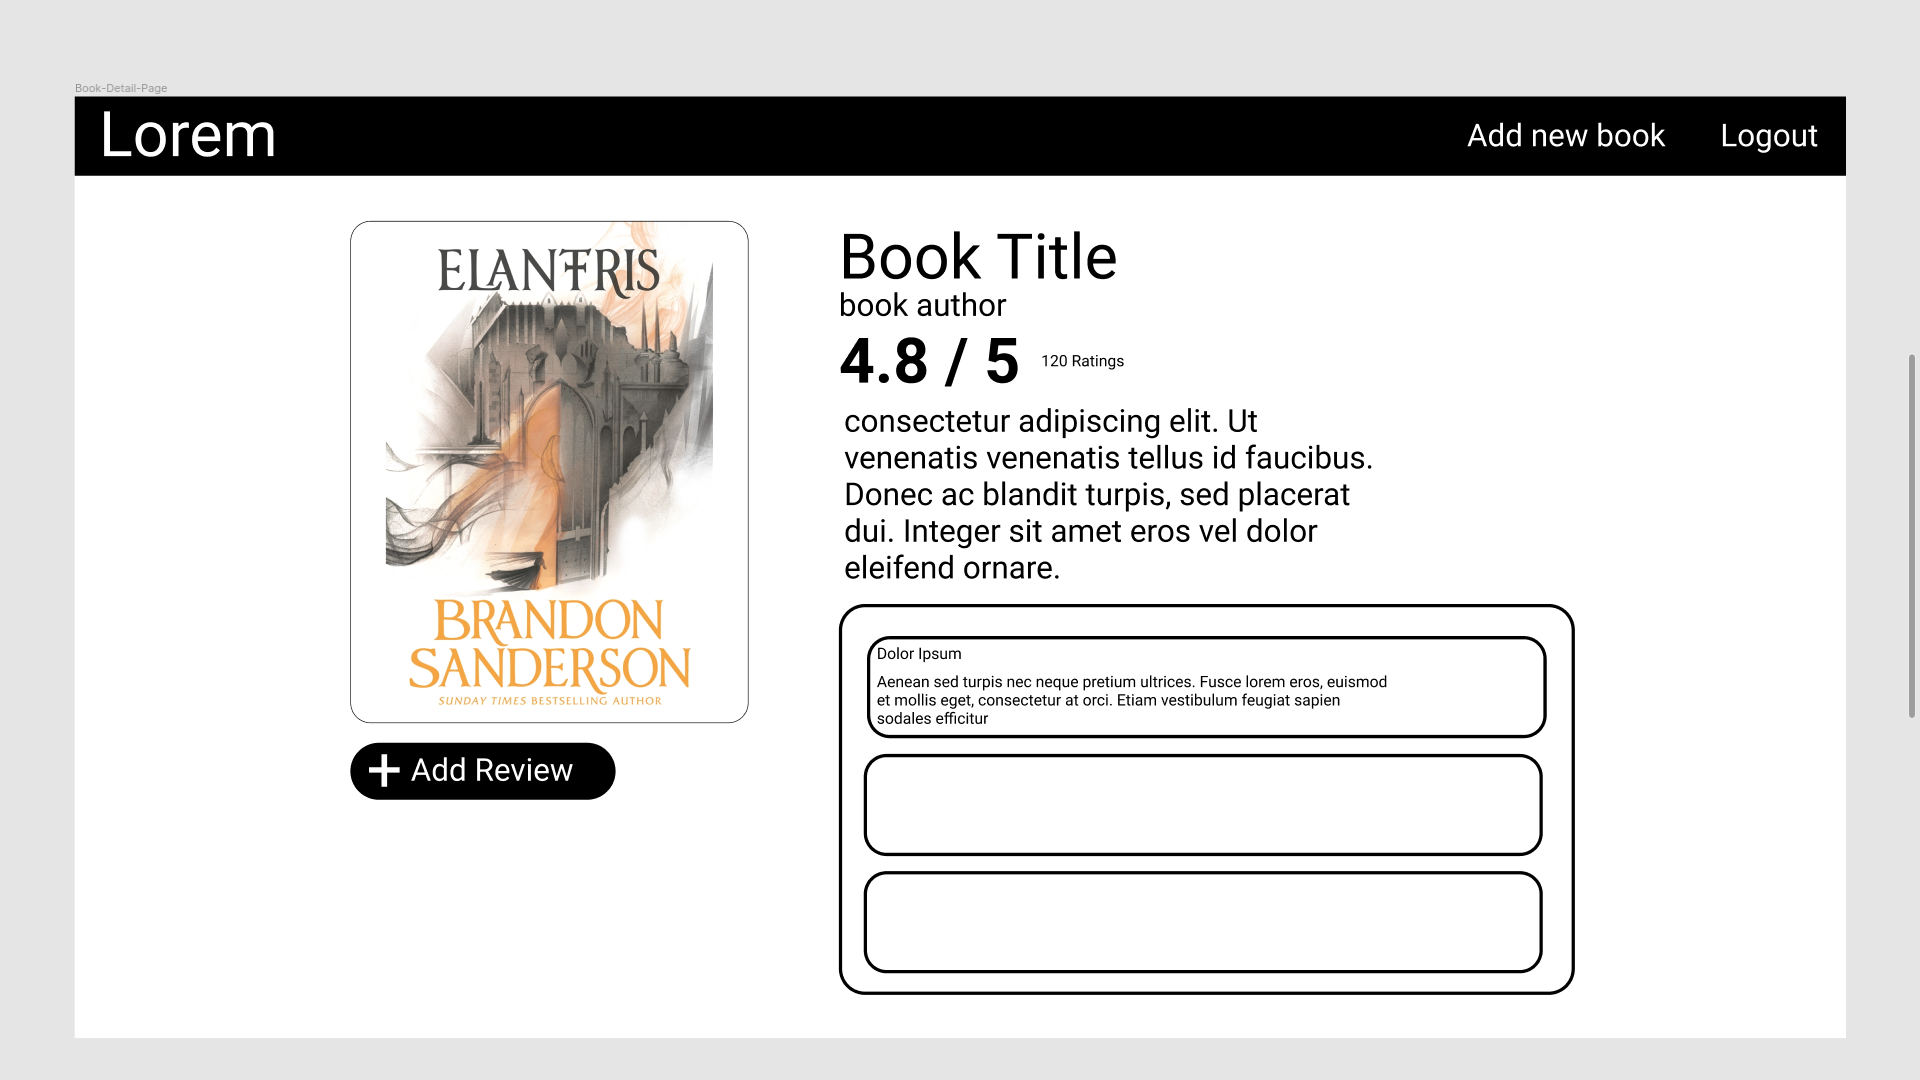 Book-Detail-Page
Lorem
Add new book
Logout
ELANTRIS
BRANDON
SANDERSON
SUNDAY TIMES BESTSELLING AUTHOR
Add Review
Book Title
book author
4.8 / 5
120 Ratings
consectetur adipiscing elit. Ut
venenatis venenatis tellus id faucibus.
Donec ac blandit turpis, sed placerat
dui. Integer sit amet eros vel dolor
eleifend ornare.
Dolor Ipsum
Aenean sed turpis nec neque pretium ultrices. Fusce lorem eros, euismod
et mollis eget, consectetur at orci. Etiam vestibulum feugiat sapien
sodales efficitur